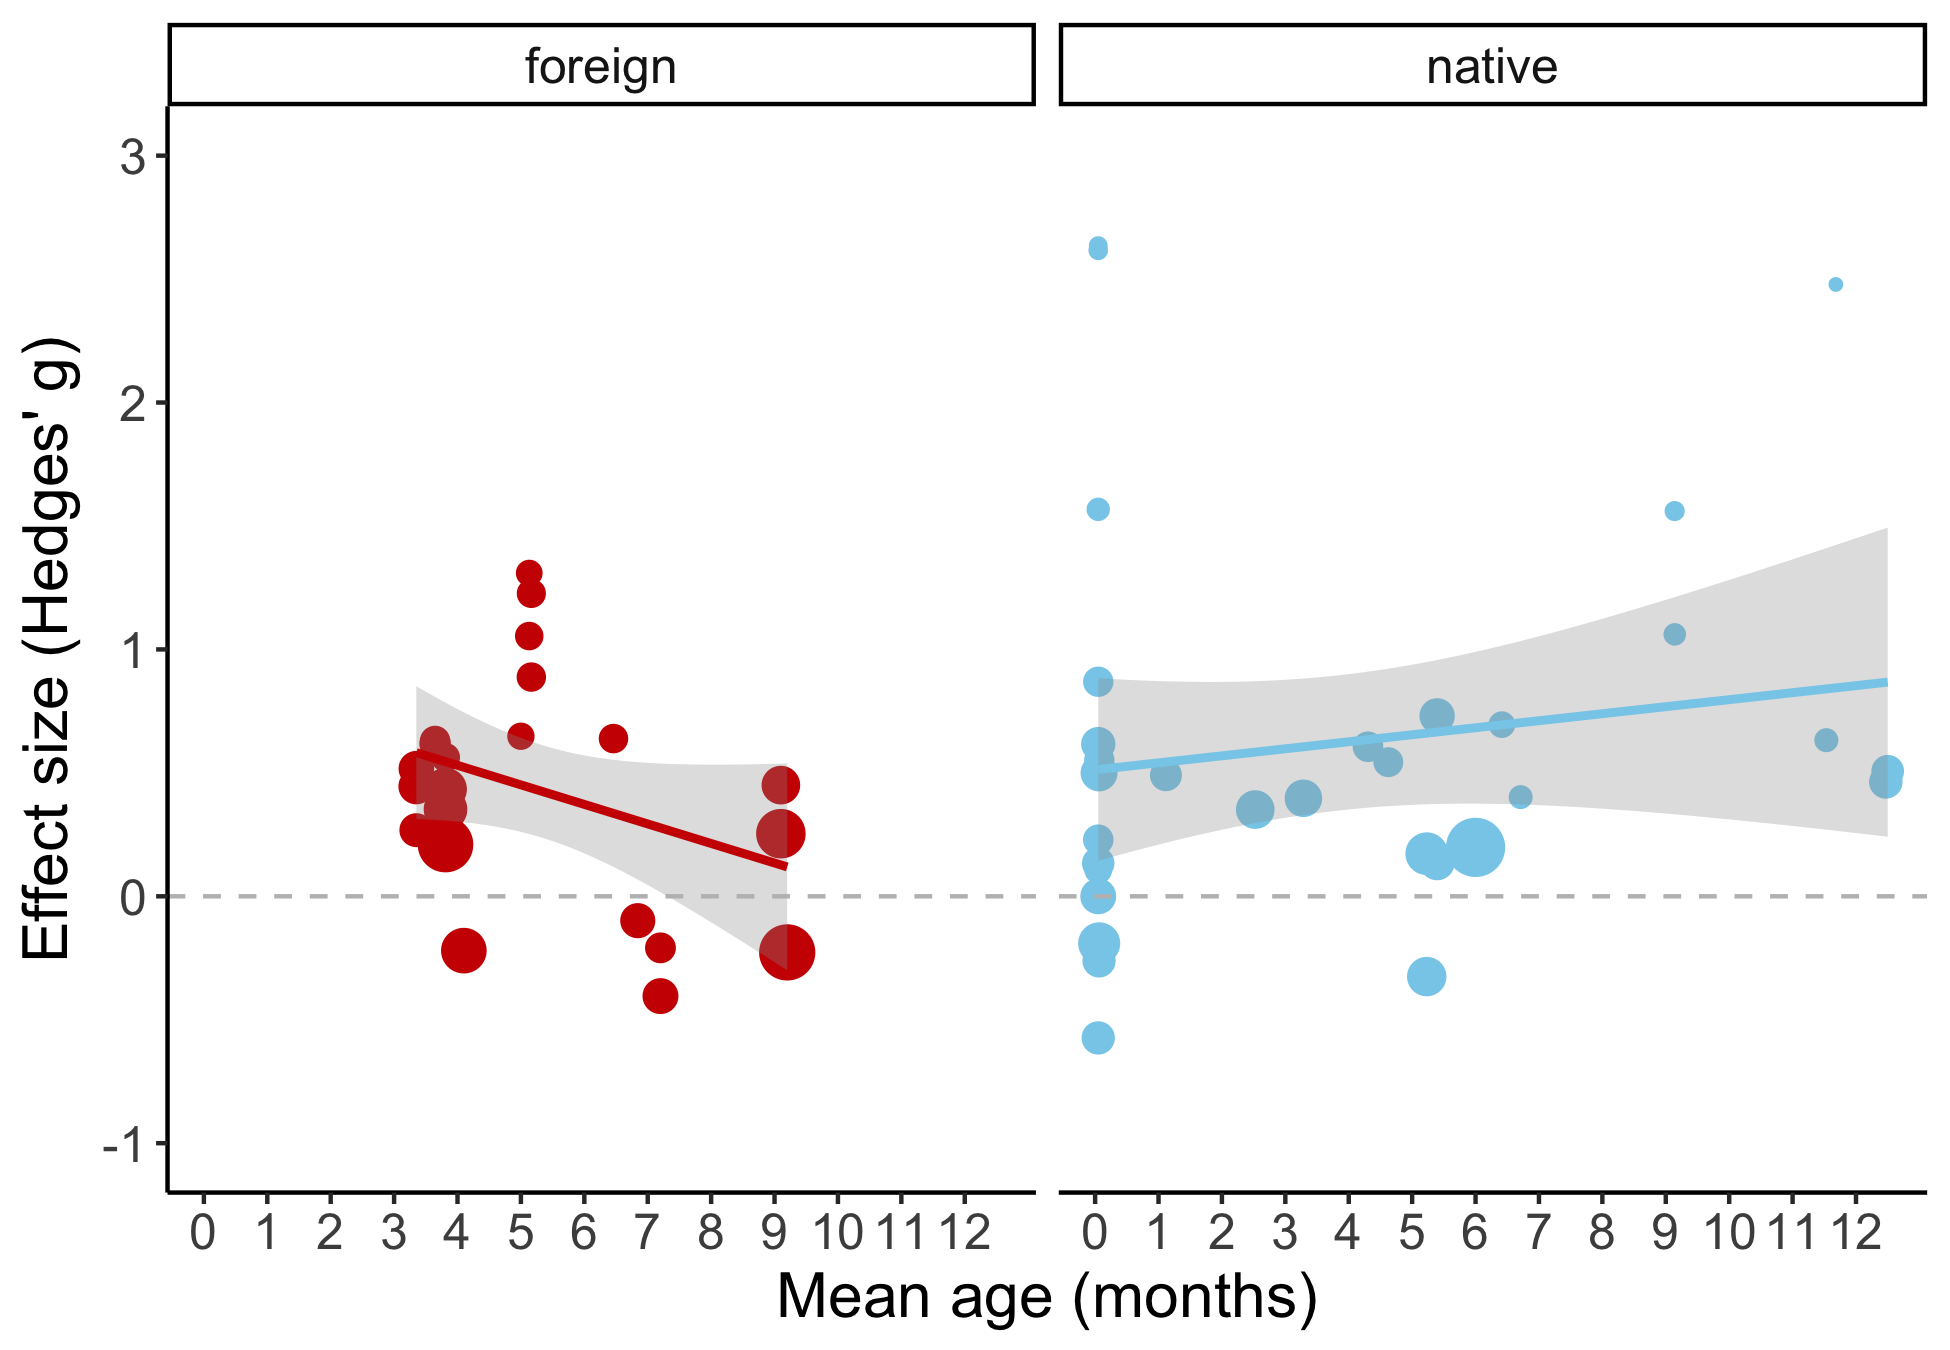 foreign
native
3
2
1
0
-1
Effect size (Hedges' g)
0 1 2 3 4 5 6 7 8 9 10 11 12
0 1 2 3 4 5 6 7 8 9 10 11 12
Mean age (months)